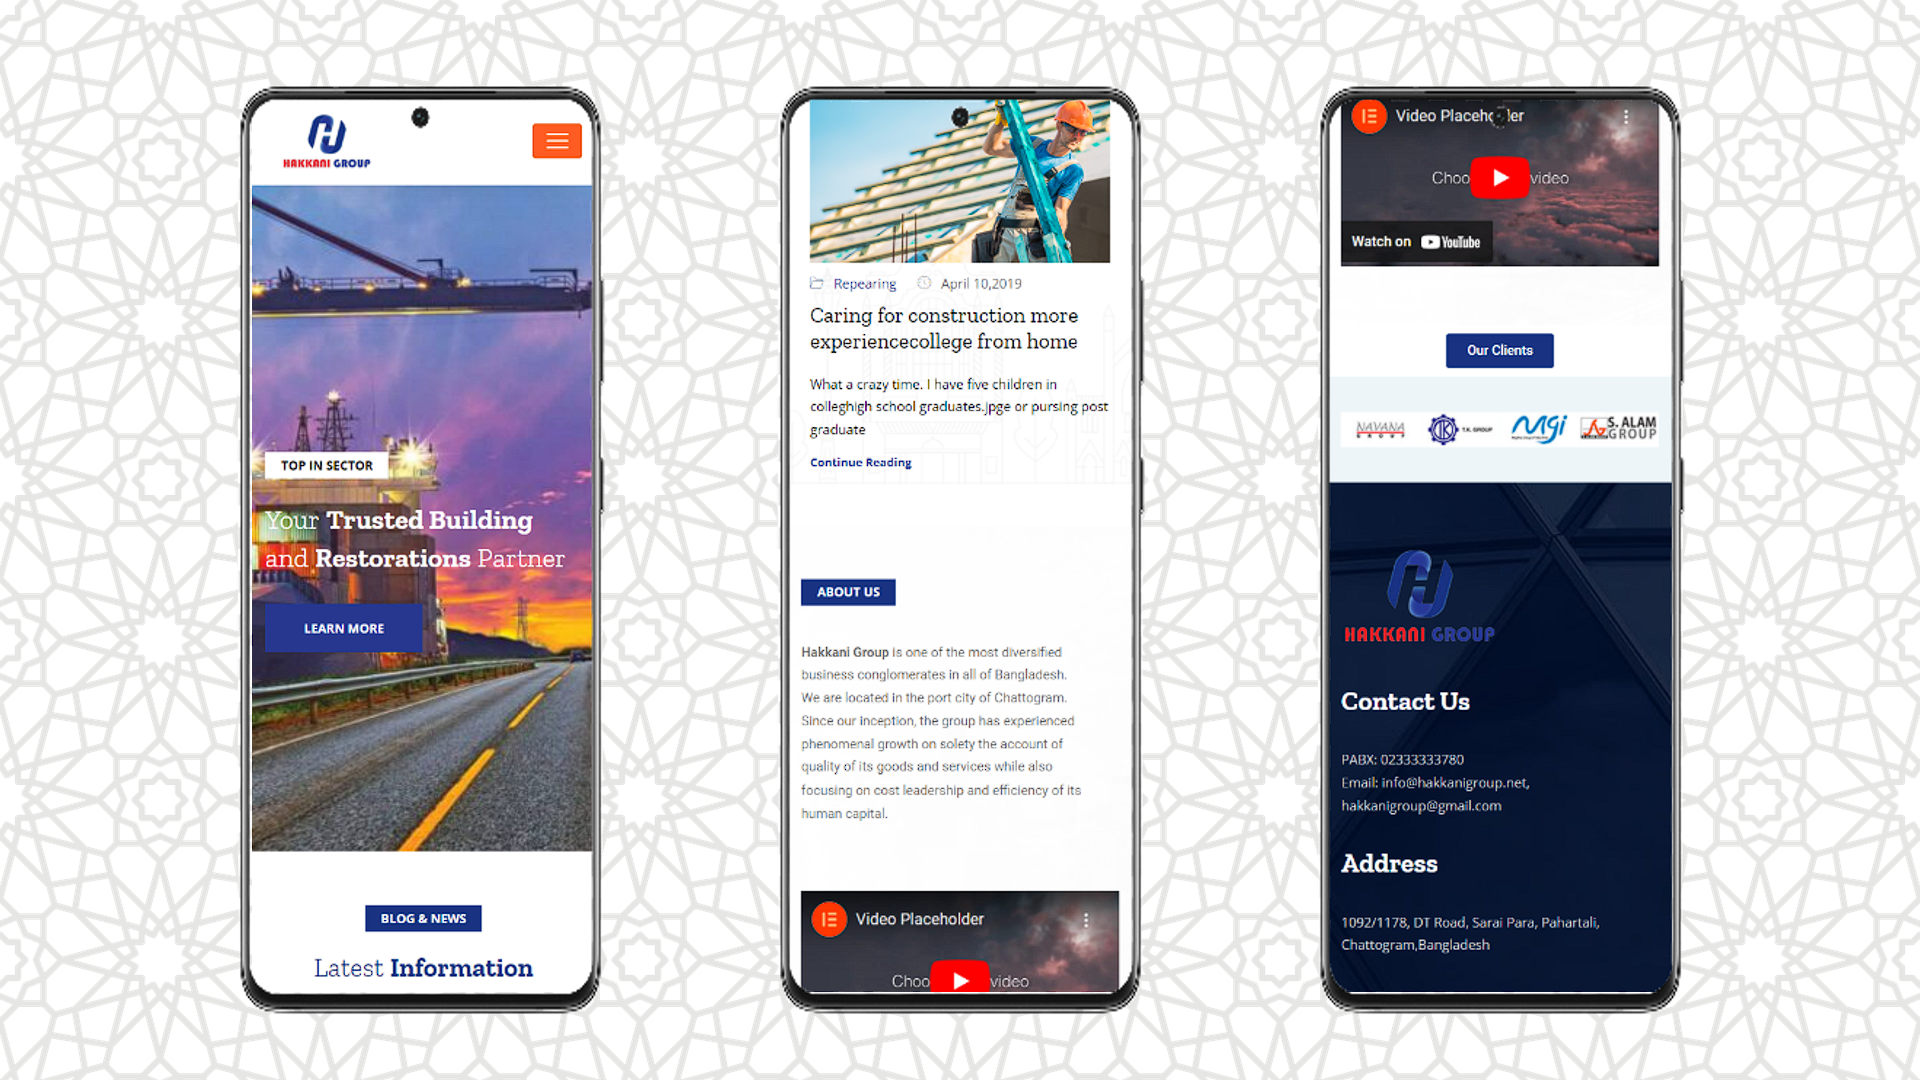 HAKKANI GROUP
TOP IN SECTOR
Your Trusted Building
and Restorations Partner
LEARN MORE
BLOG & NEWS
Latest Information
Repearing
April 10,2019
Caring for construction more
experiencecollege from home
What a crazy time. I have five children in
colleghigh school graduates.jpge or pursing post
graduate
Continue Reading
ABOUT US
Hakkani Group is one of the most diversified
business conglomerates in all of Bangladesh.
We are located in the port city of Chattogram.
Since our inception, the group has experienced
phenomenal growth on solety the account of
quality of its goods and services while also
focusing on cost leadership and efficiency of its
human capital.
Video Placeholder
Choo video
Video Placeho der
Choo video
Watch on YouTube
Our Clients
NAVANA
GROUP
TK
T.K. GROUP
Mgi
S. ALAM
GROUP
HAKKANI GROUP
Contact Us
PABX: 02333333780
Email: info@hakkanigroup.net,
hakkanigroup@gmail.com
Address
1092/1178, DT Road, Sarai Para, Pahartali,
Chattogram,Bangladesh